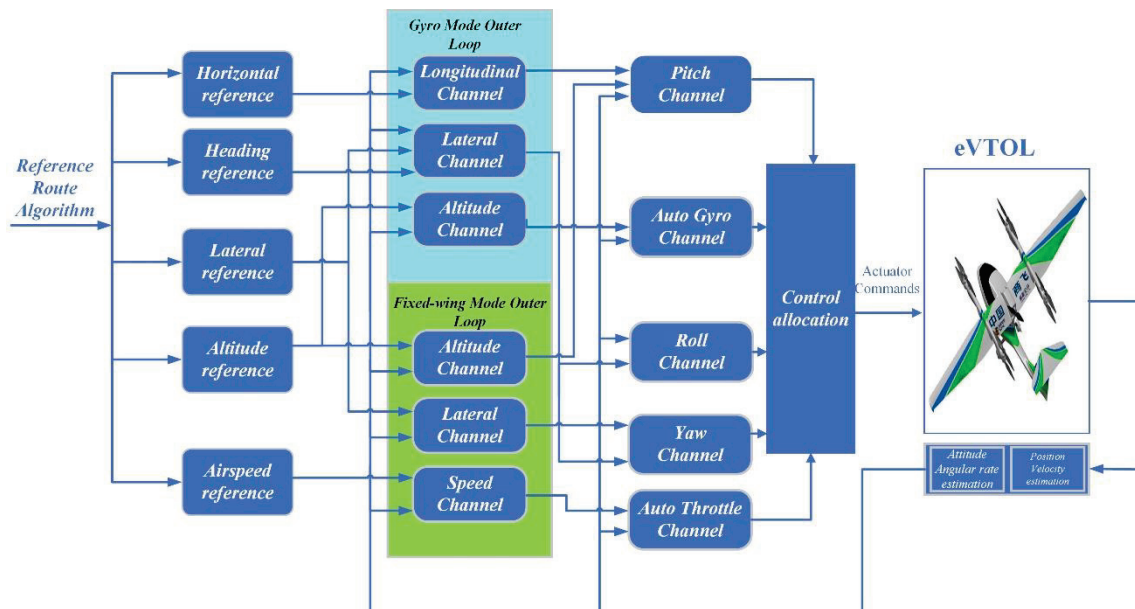 Reference
Route
Algorithm
Horizontal
reference
Heading
reference
Lateral
reference
Altitude
reference
Airspeed
reference
Gyro Mode Outer
Loop
Longitudinal
Channel
Lateral
Channel
Altitude
Channel
Fixed-wing Mode Outer
Loop
Altitude
Channel
Lateral
Channel
Speed
Channel
Pitch
Channel
Auto Gyro
Channel
Roll
Channel
Yaw
Channel
Auto Throttle
Channel
Control
allocation
Actuator
Commands
eVTOL
中国
Attitude
Angular rate
estimation
Position
Velocity
estimation